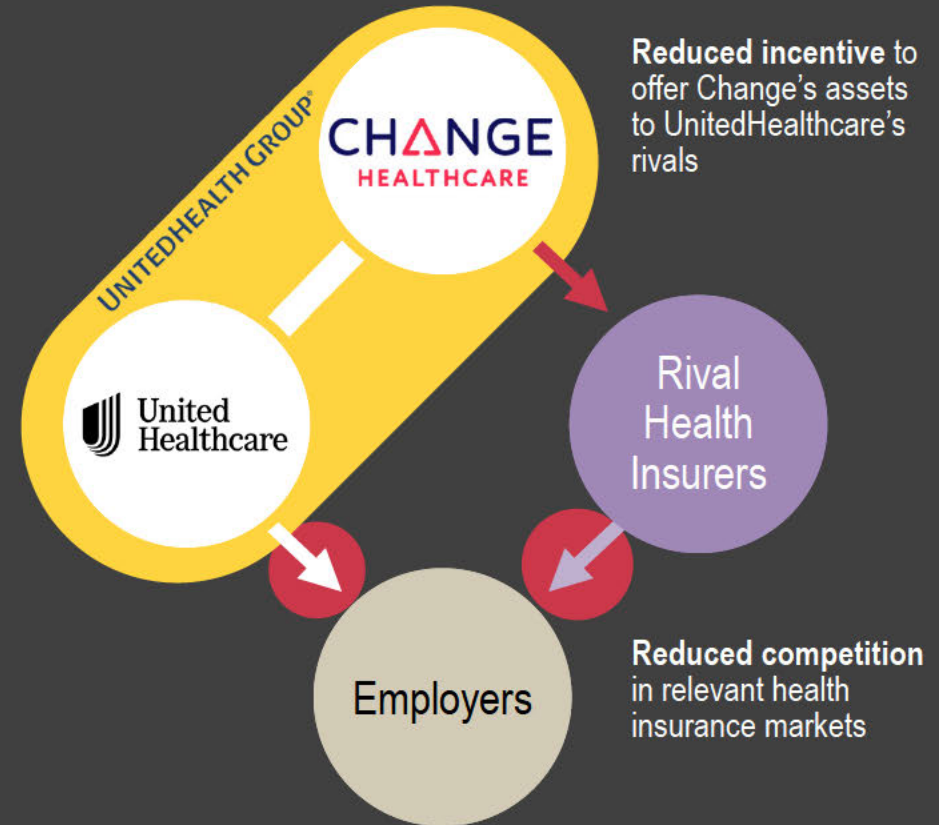 UNITEDHEALTH GROUP®
CHANGE
HEALTHCARE
Reduced incentive to
offer Change's assets
to UnitedHealthcare's
rivals
United
Healthcare
Rival
Health
Insurers
Employers
Reduced competition
in relevant health
insurance markets